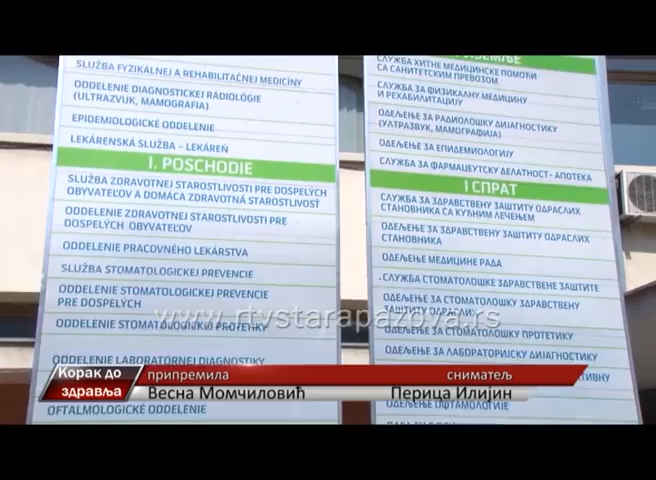 SLUŽBA FYZIKÁLNEJ A REHABILITAČNEJ MEDICÍNY
ODDELENIE DIAGNOSTICKEJ RÁDIOLÓGIE
(ULTRAZVUK, MAMOGRAFIA)
EPIDEMIOLOGICKÉ ODDELENIE
LEKÁRENSKÁ SLUŽBA – LEKÁREŇ
I. POSCHODIE
SLUŽBA ZDRAVOTNEJ STAROSTLIVOSTI PRE DOSPELÝCH
OBYVATEĽOV A DOMÁCA ZDRAVOTNÁ STAROSTLIVOSŤ
ODDELENIE ZDRAVOTNEJ STAROSTLIVOSTI PRE
DOSPELÝCH OBYVATEĽOV
ODDELENIE PRACOVNÉHO LEKÁRSTVA
SLUŽBA STOMATOLOGICKEJ PREVENCIE
ODDELENIE STOMATOLOGICKEJ PREVENCIE
PRE DOSPELÝCH
ODDELENIE STOMATOLOGICKEJ PROTETIKY
ODDELENIE LABORATÓRNEJ DIAGNOSTIKY
OFTALMOLOGICKÉ ODDELENIE
СЛУЖБА ХИТНЕ МЕДИЦИНСКЕ ПОМОЋИ
СА САНИТЕТСКИМ ПРЕВОЗОМ
СЛУЖБА ЗА ФИЗИКАЛНУ МЕДИЦИНУ
И РЕХАБИЛИТАЦИЈУ
ОДЕЉЕЊЕ ЗА РАДИОЛОШКУ ДИЈАГНОСТИКУ
(УЛТРАЗВУК, МАМОГРАФИЈА)
ОДЕЉЕЊЕ ЗА ЕПИДЕМИОЛОГИЈУ
СЛУЖБА ЗА ФАРМАЦЕУТСКУ ДЕЛАТНОСТ - АПОТЕКА
I СПРАТ
СЛУЖБА ЗА ЗДРАВСТВЕНУ ЗАШТИТУ ОДРАСЛИХ
СТАНОВНИКА СА КУЋНИМ ЛЕЧЕЊЕМ
ОДЕЉЕЊЕ ЗА ЗДРАВСТВЕНУ ЗАШТИТУ ОДРАСЛИХ
СТАНОВНИКА
ОДЕЉЕЊЕ МЕДИЦИНЕ РАДА
СЛУЖБА СТОМАТОЛОШКЕ ЗДРАВСТВЕНЕ ЗАШТИТЕ
ОДЕЉЕЊЕ ЗА СТОМАТОЛОШКУ ЗДРАВСТВЕНУ
ЗАШТИТУ ОДРАСЛИХ
ОДЕЉЕЊЕ ЗА СТОМАТОЛОШКУ ПРОТЕТИКУ
ОДЕЉЕЊЕ ЗА ЛАБОРАТОРИЈСКУ ДИЈАГНОСТИКУ
ОДЕЉЕЊЕ ОФТАМОЛОГИЈЕ
www.rtvstarapazova.rs
Корак до
здравља
припремила
сниматељ
Весна Момчиловић
Перица Илијин